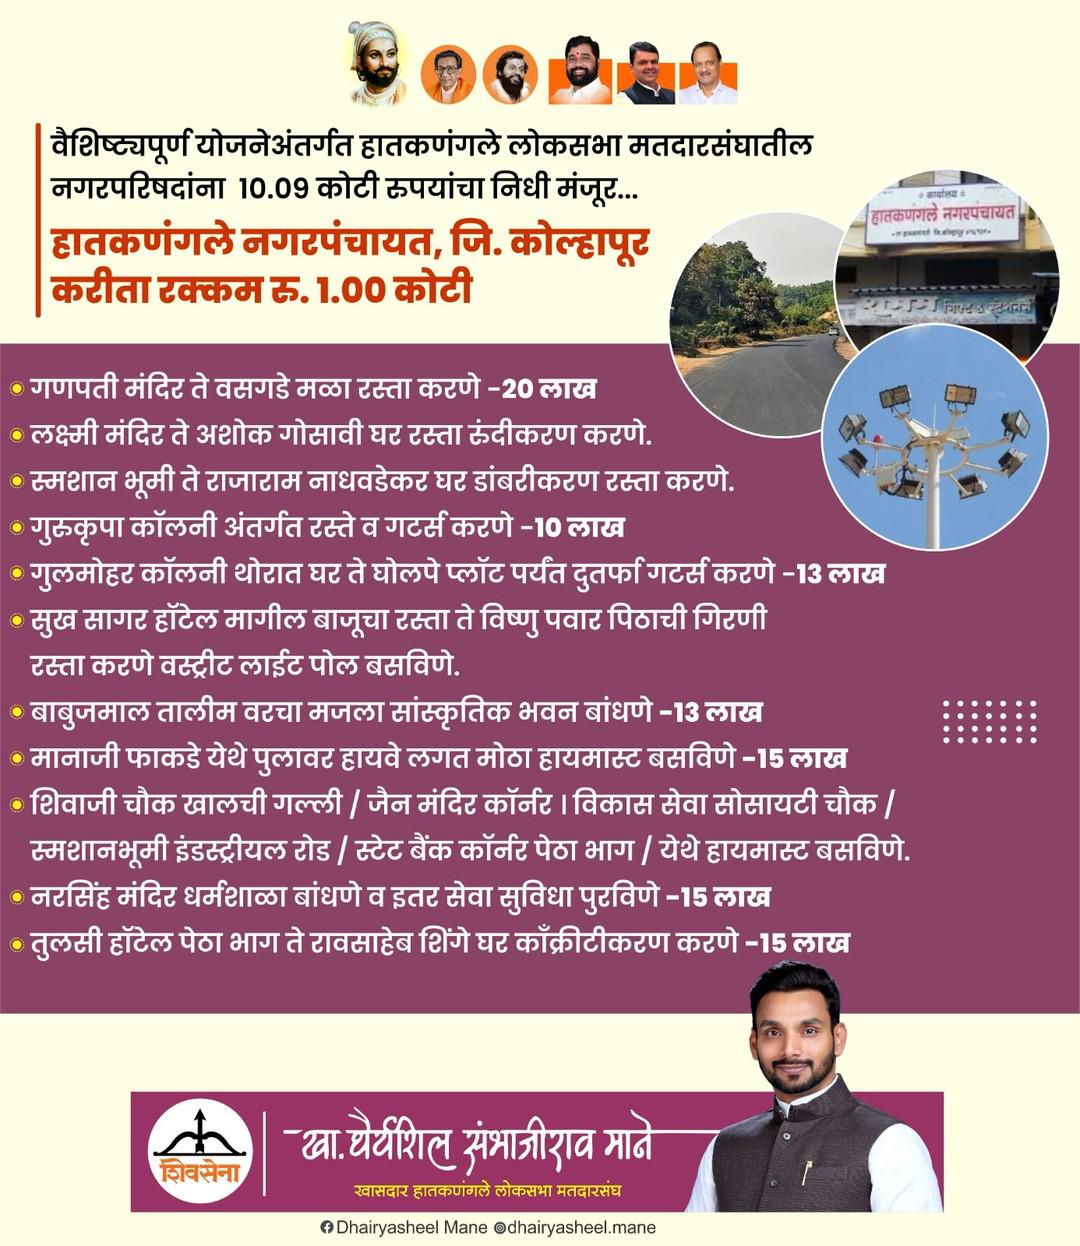 वैशिष्ट्यपूर्ण योजनेअंतर्गत हातकणंगले लोकसभा मतदारसंघातील
नगरपरिषदांना 10.09 कोटी रुपयांचा निधी मंजूर...
हातकणंगले नगरपंचायत, जि. कोल्हापूर
करीता रक्कम रु. 1.00 कोटी
कार्यालय
हातकणंगले नगरपंचायत
गणपती मंदिर ते वसगडे मळा रस्ता करणे -20 लाख
लक्ष्मी मंदिर ते अशोक गोसावी घर रस्ता रुंदीकरण करणे.
स्मशान भूमी ते राजाराम नाधवडेकर घर डांबरीकरण रस्ता करणे.
गुरुकृपा कॉलनी अंतर्गत रस्ते व गटर्स करणे -10 लाख
गुलमोहर कॉलनी थोरात घर ते घोलपे प्लॉट पर्यंत दुतर्फा गटर्स करणे -13 लाख
सुख सागर हॉटेल मागील बाजूचा रस्ता ते विष्णु पवार पिठाची गिरणी
रस्ता करणे वस्ट्रीट लाईट पोल बसविणे.
बाबुजमाल तालीम वरचा मजला सांस्कृतिक भवन बांधणे -13 लाख
मानाजी फाकडे येथे पुलावर हायवे लगत मोठा हायमास्ट बसविणे -15 लाख
शिवाजी चौक खालची गल्ली / जैन मंदिर कॉर्नर । विकास सेवा सोसायटी चौक /
स्मशानभूमी इंडस्ट्रीयल रोड / स्टेट बैंक कॉर्नर पेठा भाग / येथे हायमास्ट बसविणे.
नरसिंह मंदिर धर्मशाळा बांधणे व इतर सेवा सुविधा पुरविणे -15 लाख
तुलसी हॉटेल पेठा भाग ते रावसाहेब शिंगे घर काँक्रीटीकरण करणे -15 लाख
शिवसेना
खा. धैर्यशिल संभाजीराव माने
खासदार हातकणंगले लोकसभा मतदारसंघ
Dhairyasheel Mane @dhairyasheel.mane